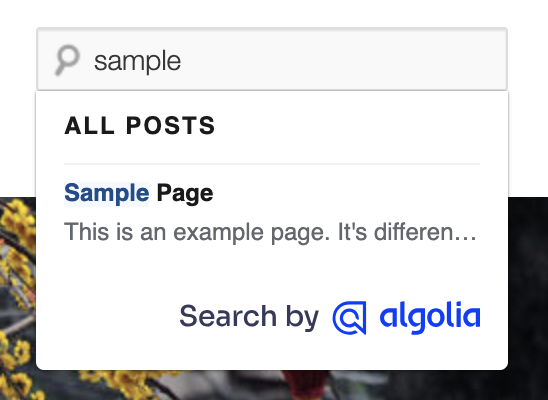 sample
ALL POSTS
Sample Page
This is an example page. It's differen…
Search by algolia